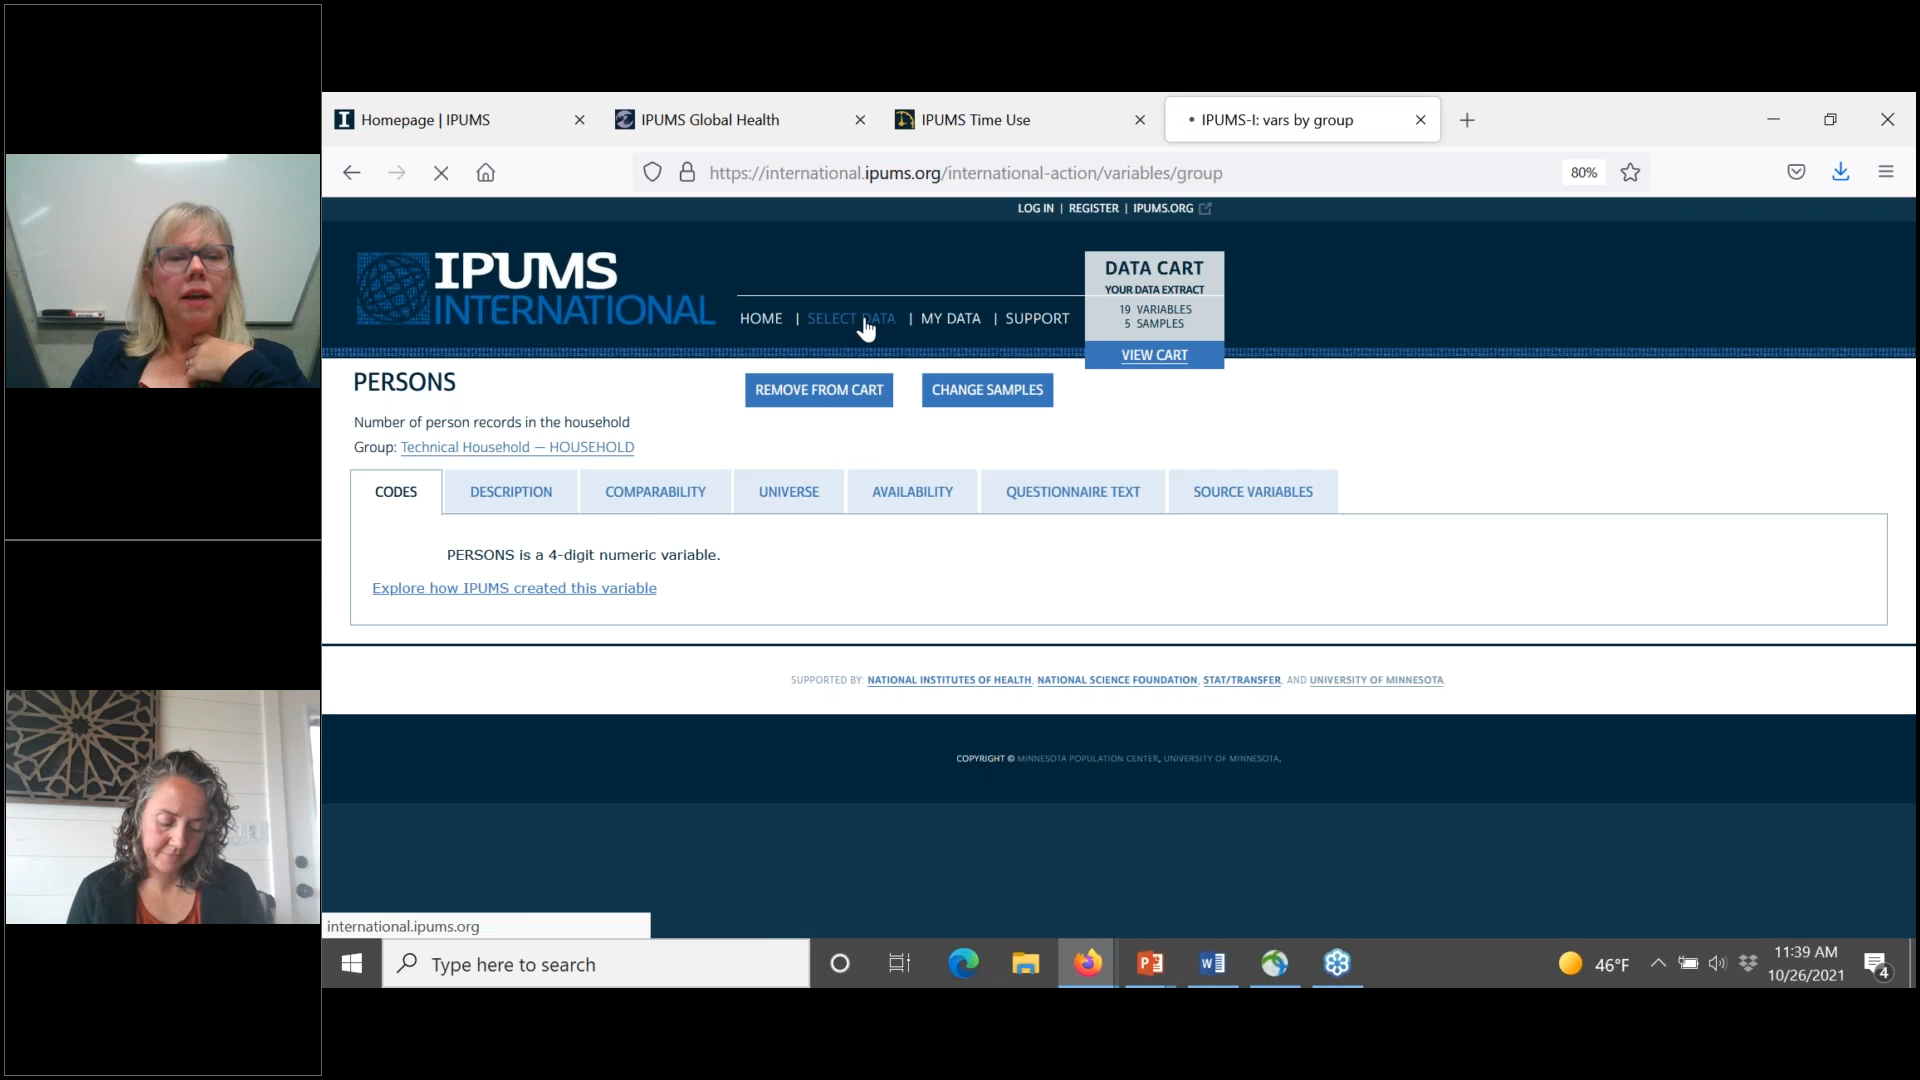 Homepage | IPUMS
IPUMS Global Health
IPUMS Time Use
IPUMS-I: vars by group
https://international.ipums.org/international-action/variables/group
80%
LOG IN | REGISTER | IPUMS.ORG
IPUMS
INTERNATIONAL
HOME | SELECT DATA | MY DATA | SUPPORT
DATA CART
YOUR DATA EXTRACT
19 VARIABLES
5 SAMPLES
VIEW CART
PERSONS
REMOVE FROM CART
CHANGE SAMPLES
Number of person records in the household
Group: Technical Household — HOUSEHOLD
CODES
DESCRIPTION
COMPARABILITY
UNIVERSE
AVAILABILITY
QUESTIONNAIRE TEXT
SOURCE VARIABLES
PERSONS is a 4-digit numeric variable.
Explore how IPUMS created this variable
SUPPORTED BY: NATIONAL INSTITUTES OF HEALTH, NATIONAL SCIENCE FOUNDATION, STAT/TRANSFER, AND UNIVERSITY OF MINNESOTA.
COPYRIGHT © MINNESOTA POPULATION CENTER, UNIVERSITY OF MINNESOTA.
international.ipums.org
Type here to search
46°F
11:39 AM
10/26/2021
4